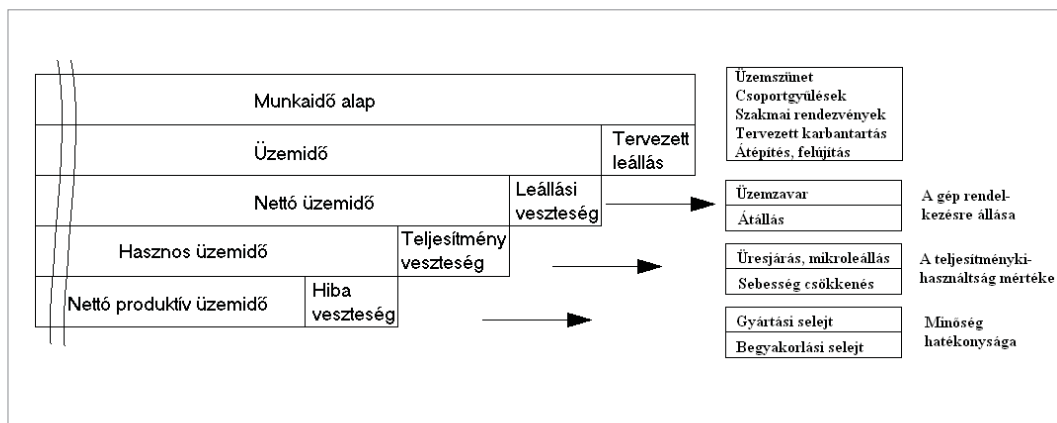 Munkaidő alap
Üzemidő
Tervezett
leállás
Nettó üzemidő
Leállási
veszteség
Hasznos üzemidő
Teljesítmény
veszteség
Nettó produktív üzemidő
Hiba
veszteség
Üzemszünet
Csoportgyűlések
Szakmai rendezvények
Tervezett karbantartás
Átépítés, felújítás
Üzemzavar
Átállás
A gép rendel-
kezésre állása
Üresjárás, mikroleállás
Sebesség csökkenés
A teljesítményki-
használtság mértéke
Gyártási selejt
Begyakorlási selejt
Minőség
hatékonysága